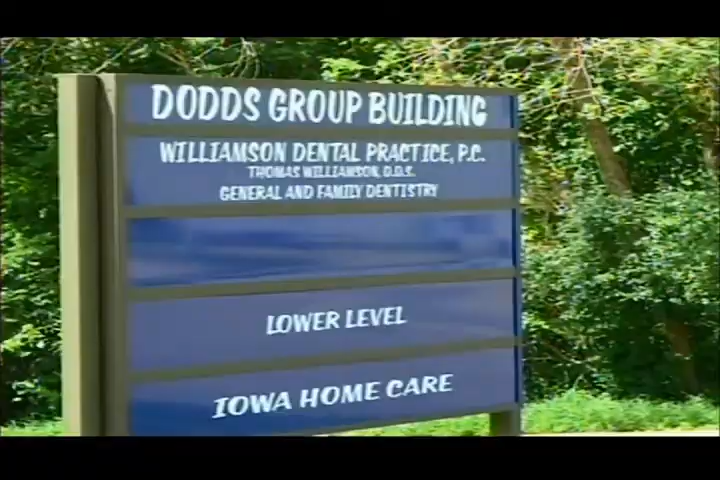 DODDS GROUP BUILDING
WILLIAMSON DENTAL PRACTICE, P.C.
THOMAS WILLIAMSON, D.D.S.
GENERAL AND FAMILY DENTISTRY
LOWER LEVEL
IOWA HOME CARE